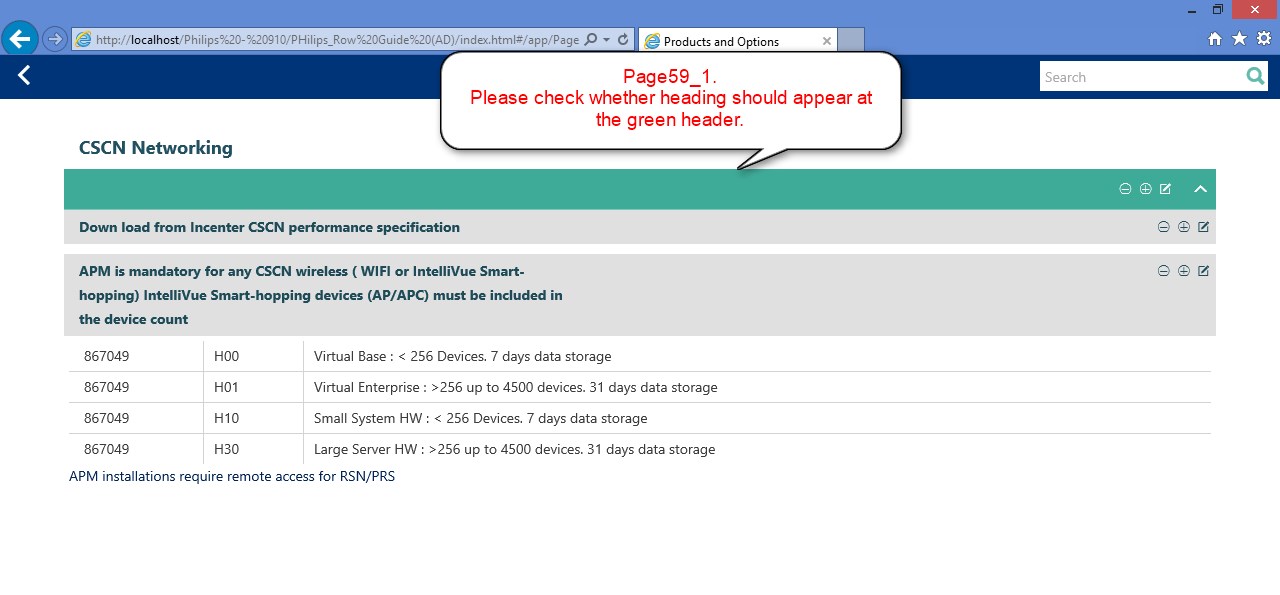 http://localhost/Philips%20-%20910/PHilips_Row%20Guide%20(AD)/index.html#/app/Page
Products and Options
Page59_1.
Please check whether heading should appear at
the green header.
Search
CSCN Networking
Down load from Incenter CSCN performance specification
APM is mandatory for any CSCN wireless ( WIFI or IntelliVue Smart-
hopping) IntelliVue Smart-hopping devices (AP/APC) must be included in
the device count
867049 H00 Virtual Base : < 256 Devices. 7 days data storage
867049 H01 Virtual Enterprise : >256 up to 4500 devices. 31 days data storage
867049 H10 Small System HW : < 256 Devices. 7 days data storage
867049 H30 Large Server HW : >256 up to 4500 devices. 31 days data storage
APM installations require remote access for RSN/PRS